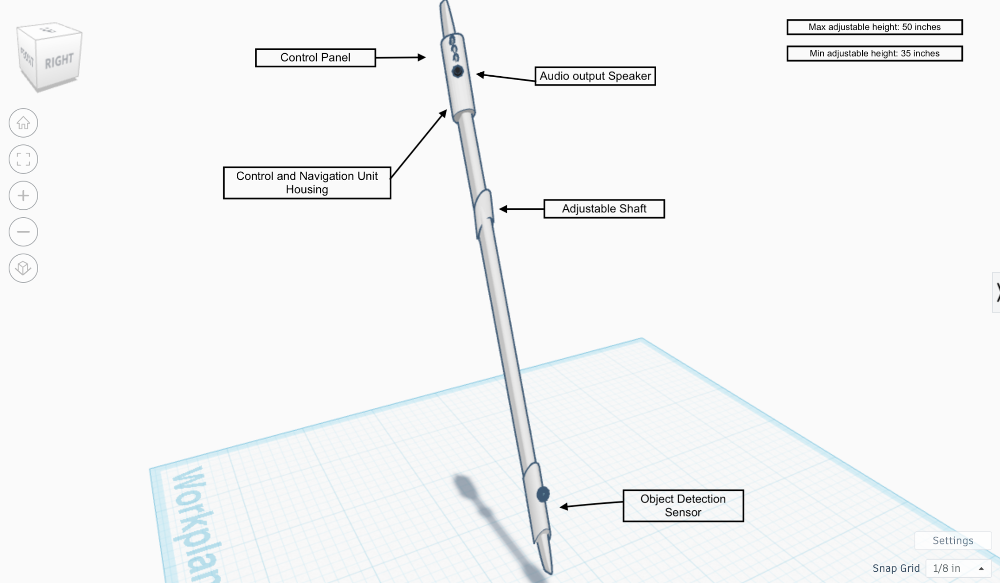 Max adjustable height: 50 inches
Min adjustable height: 35 inches
Control Panel
Audio output Speaker
RIGHT
Control and Navigation Unit
Housing
Adjustable Shaft
Workplan
Object Detection
Sensor
Settings
Snap Grid 1/8 in